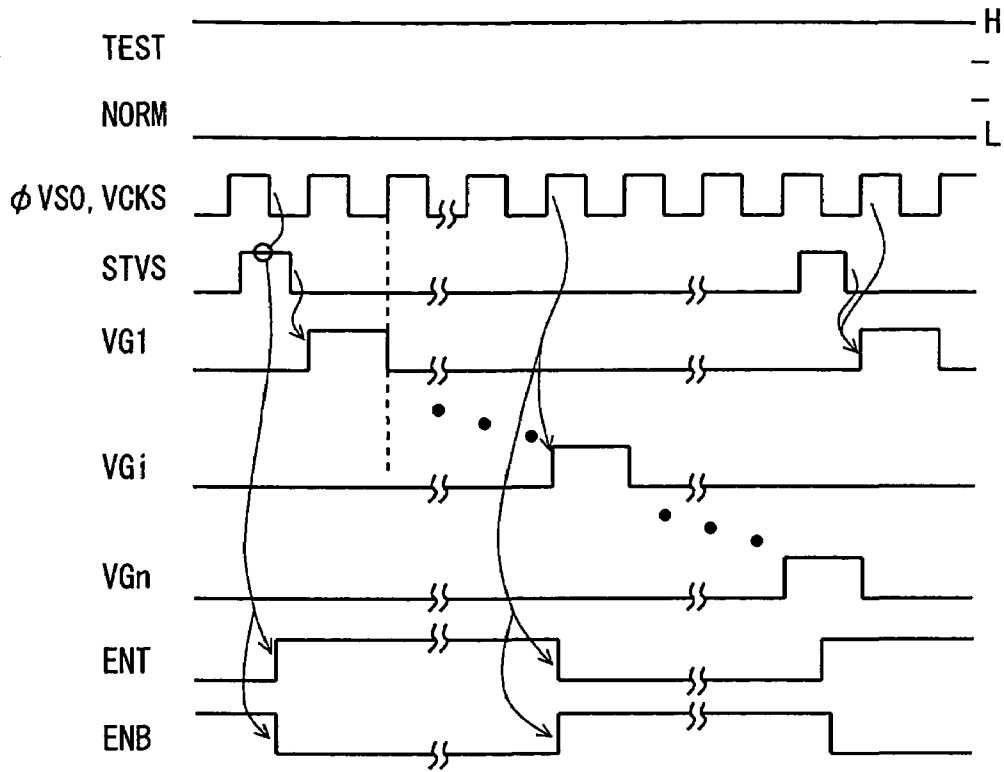 H
TEST
NORM
L
φVSO, VCKS
STVS
VG1
VGi
VGn
ENT
ENB